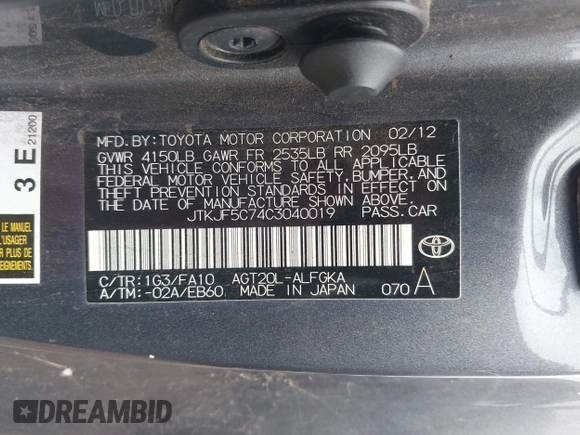 MFD. BY: TOYOTA MOTOR CORPORATION 02/12
GVWR 4150LB GAWR FR 2535LB RR 2095LB
THIS VEHICLE CONFORMS TO ALL APPLICABLE
FEDERAL MOTOR VEHICLE SAFETY, BUMPER, AND
THEFT PREVENTION STANDARDS IN EFFECT ON
THE DATE OF MANUFACTURE SHOWN ABOVE.
JTKJF5C74C3040019 PASS. CAR
TOYOTA
C/TR: 1G3/FA10 AGT20L-ALFGKA
A/TM: -02A/EB60 MADE IN JAPAN 070 A
3 E
21200
LE MANUEL
L'USAGER
R PLUS DE
SEIGNEMENTS
DREAMBID